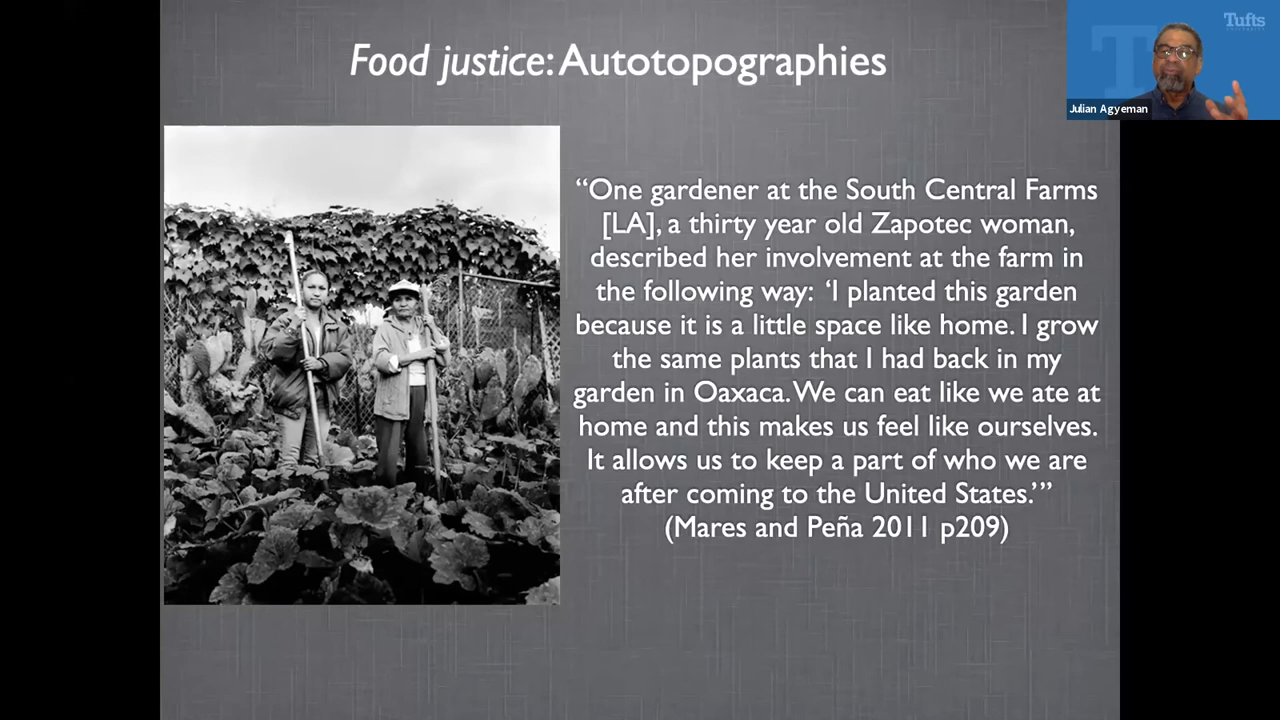 Food justice: Autotopographies
Tufts
Julian Agyeman
“One gardener at the South Central Farms
[LA], a thirty year old Zapotec woman,
described her involvement at the farm in
the following way: ‘I planted this garden
because it is a little space like home. I grow
the same plants that I had back in my
garden in Oaxaca. We can eat like we ate at
home and this makes us feel like ourselves.
It allows us to keep a part of who we are
after coming to the United States.’”
(Mares and Peña 2011 p209)